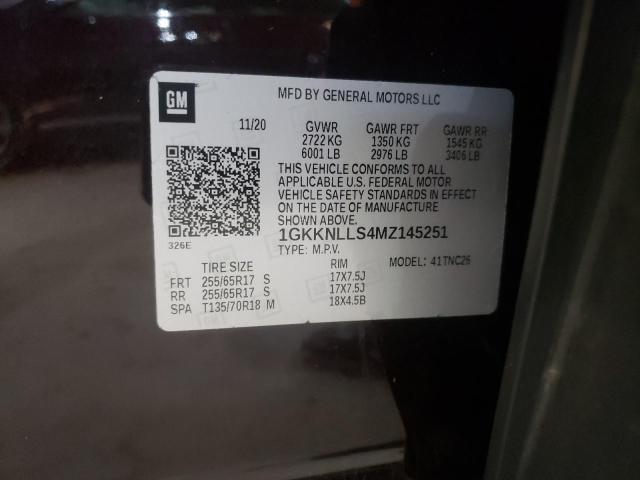 GM
MFD BY GENERAL MOTORS LLC
11/20 GVWR GAWR FRT GAWR RR
2722 KG 1350 KG 1545 KG
6001 LB 2976 LB 3406 LB
THIS VEHICLE CONFORMS TO ALL
APPLICABLE U.S. FEDERAL MOTOR
VEHICLE SAFETY STANDARDS IN EFFECT
ON THE DATE OF MANUFACTURE
SHOWN ABOVE.
326E
1GKKNLLS4MZ145251
TYPE: M.P.V. MODEL: 41TNC26
TIRE SIZE RIM
FRT 255/65R17 S 17X7.5J
RR 255/65R17 S 17X7.5J
SPA T135/70R18 M 18X4.5B